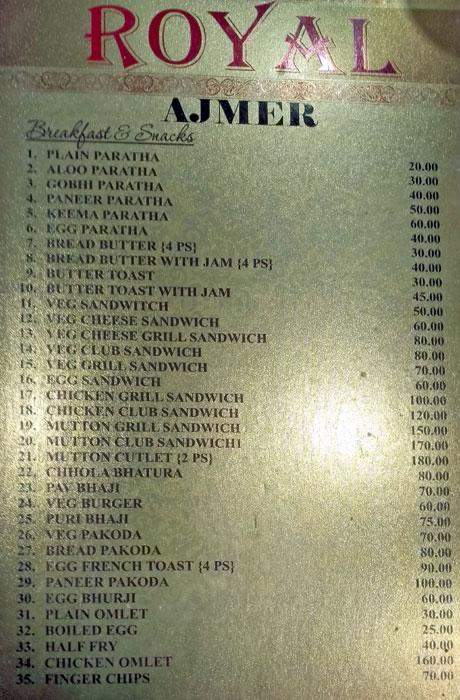 ROYAL
AJMER
Breakfast & Snacks
1. PLAIN PARATHA 20.00
2. ALOO PARATHA 30.00
3. GOBHI PARATHA 40.00
4. PANEER PARATHA 50.00
5. KEEMA PARATHA 60.00
6. EGG PARATHA 40.00
7. BREAD BUTTER {4 PS} 30.00
8. BREAD BUTTER WITH JAM {4 PS} 40.00
9. BUTTER TOAST 30.00
10. BUTTER TOAST WITH JAM 45.00
11. VEG SANDWITCH 50.00
12. VEG CHEESE SANDWICH 60.00
13. VEG CHEESE GRILL SANDWICH 80.00
14. VEG CLUB SANDWICH 80.00
15. VEG GRILL SANDWICH 70.00
16. EGG SANDWICH 60.00
17. CHICKEN GRILL SANDWICH 100.00
18. CHICKEN CLUB SANDWICH 120.00
19. MUTTON GRILL SANDWICH 150.00
20. MUTTON CLUB SANDWICH1 170.00
21. MUTTON CUTLET {2 PS} 180.00
22. CHHOLA BHATURA 80.00
23. PAV BHAJI 70.00
24. VEG BURGER 60.00
25. PURI BHAJI 75.00
26. VEG PAKODA 70.00
27. BREAD PAKODA 80.00
28. EGG FRENCH TOAST {4 PS} 90.00
29. PANEER PAKODA 100.00
30. EGG BHURJI 60.00
31. PLAIN OMLET 30.00
32. BOILED EGG 25.00
33. HALF FRY 40.00
34. CHICKEN OMLET 160.00
35. FINGER CHIPS 70.00